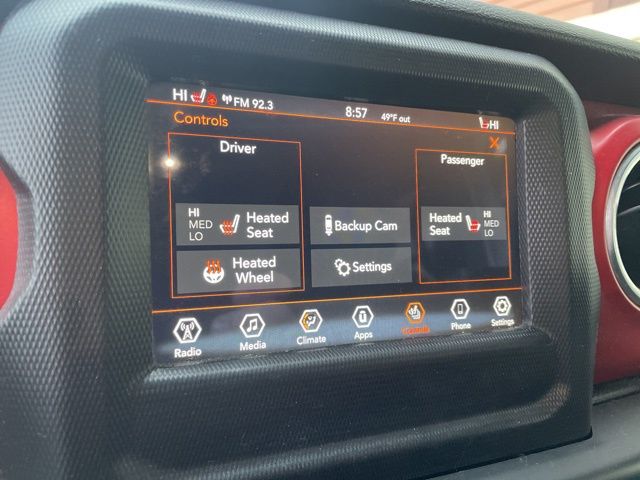 HI FM 92.3 8:57 49°F out HI
Controls
Driver
Passenger
HI
MED
LO
Heated
Seat
Backup Cam
Heated
Seat
HI
MED
LO
Heated
Wheel
Settings
Radio
Media
Climate
Apps
Controls
Phone
Settings